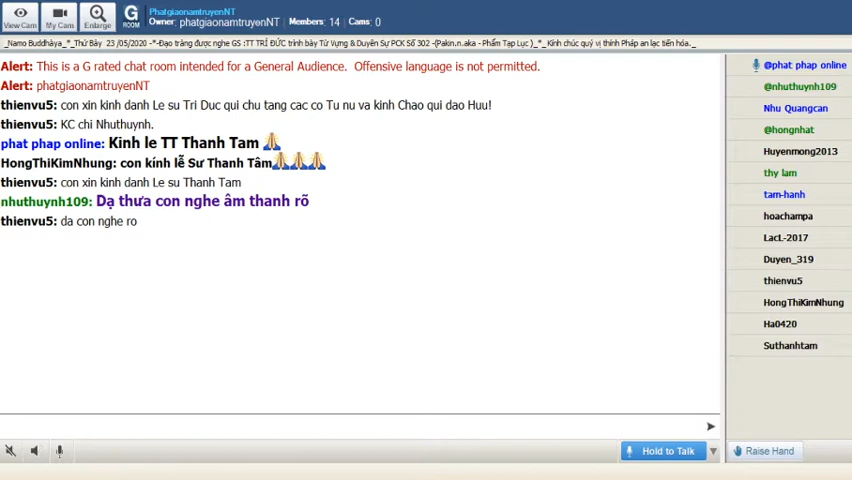 PhatgiaonamtruyenNT
Owner: phatgiaonamtruyenNT Members: 14 Cams: 0
View Cam My Cam Enlarge G ROOM
_Namo Buddhàya_*_Thứ Bảy 23 /05/2020 -*-Đạo tràng được nghe GS :TT TRÍ ĐỨC trình bày Từ Vựng & Duyên Sự PCK Số 302 -(Pakin.n.aka - Phẩm Tạp Lục )_*_Kính chúc quý vị thính Pháp an lạc tiến hóa._
Alert: This is a G rated chat room intended for a General Audience. Offensive language is not permitted.
Alert: phatgiaonamtruyenNT
thienvu5: con xin kinh danh Le su Tri Duc qui chu tang cac co Tu nu va kinh Chao qui dao Huu!
thienvu5: KC chi Nhuthuynh.
phat phap online: Kinh le TT Thanh Tam
HongThiKimNhung: con kính lễ Sư Thanh Tâm
thienvu5: con xin kinh danh Le su Thanh Tam
nhuthuynh109: Dạ thưa con nghe âm thanh rõ
thienvu5: da con nghe ro
@phat phap online
@nhuthuynh109
Nhu Quangcan
@hongnhat
Huyenmong2013
thy lam
tam-hanh
hoachampa
LacL-2017
Duyen_319
thienvu5
HongThiKimNhung
Ha0420
Suthanhtam
Hold to Talk
Raise Hand